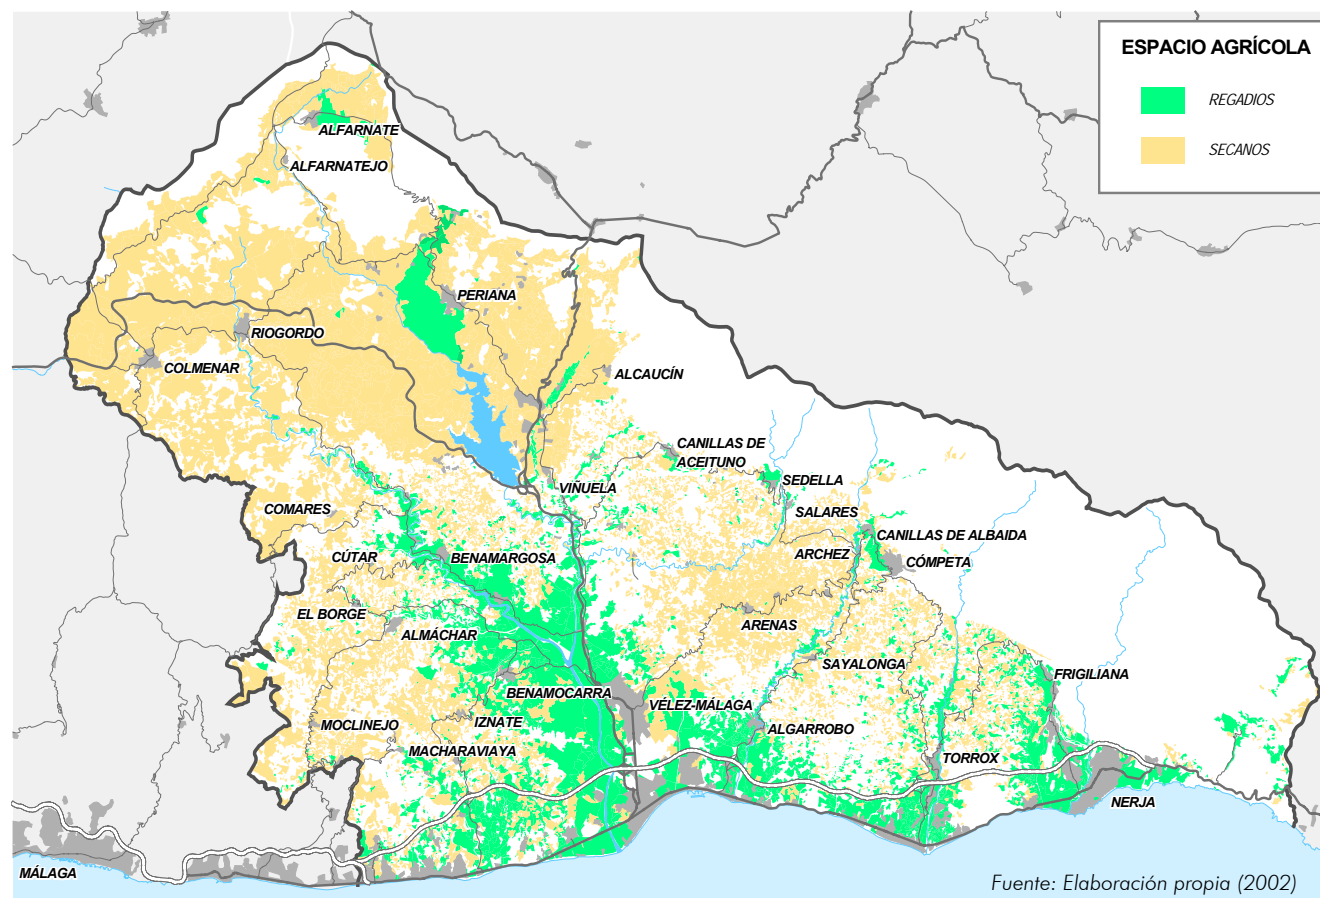 ESPACIO AGRÍCOLA
REGADIOS
SECANOS
ALFARNATE
ALFARNATEJO
PERIANA
RIOGORDO
COLMENAR
ALCAUCÍN
CANILLAS DE
ACEITUNO
SEDELLA
VIÑUELA
COMARES
SALARES
CANILLAS DE ALBAIDA
CÚTAR
BENAMARGOSA
ARCHEZ
CÓMPETA
EL BORGE
ALMÁCHAR
ARENAS
SAYALONGA
FRIGILIANA
BENAMOCARRA
VÉLEZ-MÁLAGA
MOCLINEJO
IZNATE
ALGARROBO
MACHARAVIAYA
TORROX
NERJA
MÁLAGA
Fuente: Elaboración propia (2002)